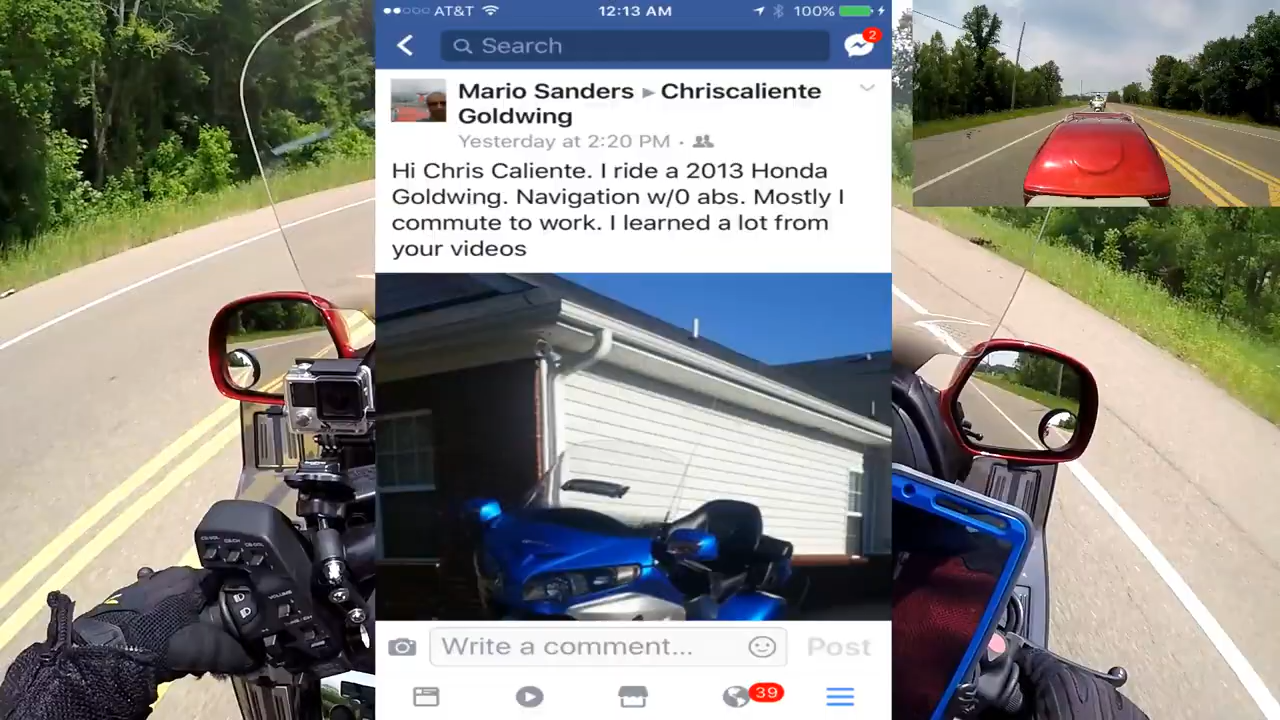 AT&T 12:13 AM 100%
Search
2
Mario Sanders ▸ Chriscaliente
Goldwing
Yesterday at 2:20 PM ·
Hi Chris Caliente. I ride a 2013 Honda
Goldwing. Navigation w/0 abs. Mostly I
commute to work. I learned a lot from
your videos
Write a comment... Post
39
VOLUME